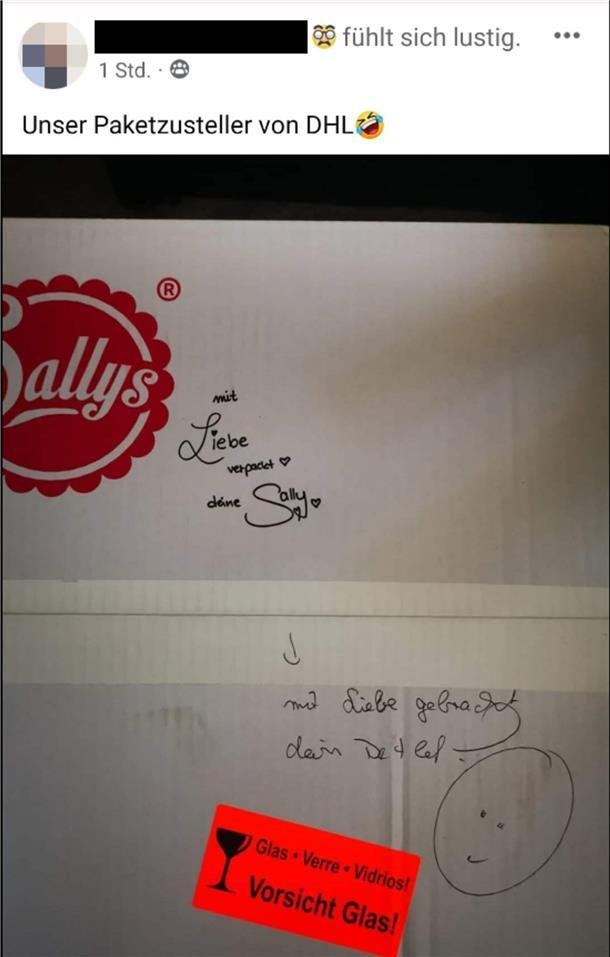 fühlt sich lustig.
1 Std. ·
Unser Paketzusteller von DHL
Sallys®
mit
Liebe
verpackt
deine Sally
mit Liebe gebracht
dein Detlef
Glas • Verre • Vidrios!
Vorsicht Glas!